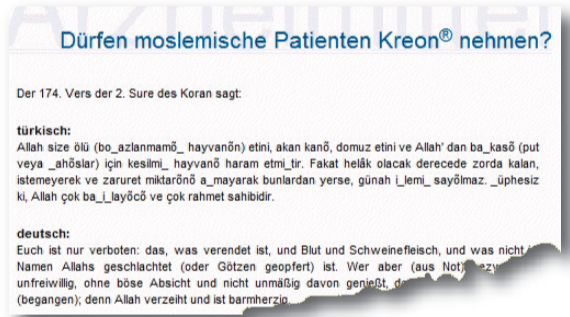 Arzneimittel
Dürfen moslemische Patienten Kreon® nehmen?
Der 174. Vers der 2. Sure des Koran sagt:
türkisch:
Allah size ölü (bo_azlanmamõ_ hayvanõn) etini, akan kanõ, domuz etini ve Allah' dan ba_kasõ (put
veya _ahõslar) için kesilmi_ hayvanõ haram etmi_tir. Fakat helâk olacak derecede zorda kalan,
istemeyerek ve zaruret miktarõnõ a_mayarak bunlardan yerse, günah i_lemi_ sayõlmaz. _üphesiz
ki, Allah çok ba_i_layõcõ ve çok rahmet sahibidir.
deutsch:
Euch ist nur verboten: das, was verendet ist, und Blut und Schweinefleisch, und was nicht
Namen Allahs geschlachtet (oder Götzen geopfert) ist. Wer aber (aus Not)
unfreiwillig, ohne böse Absicht und nicht unmäßig davon genießt,
(begangen); denn Allah verzeiht und ist barmherzig.